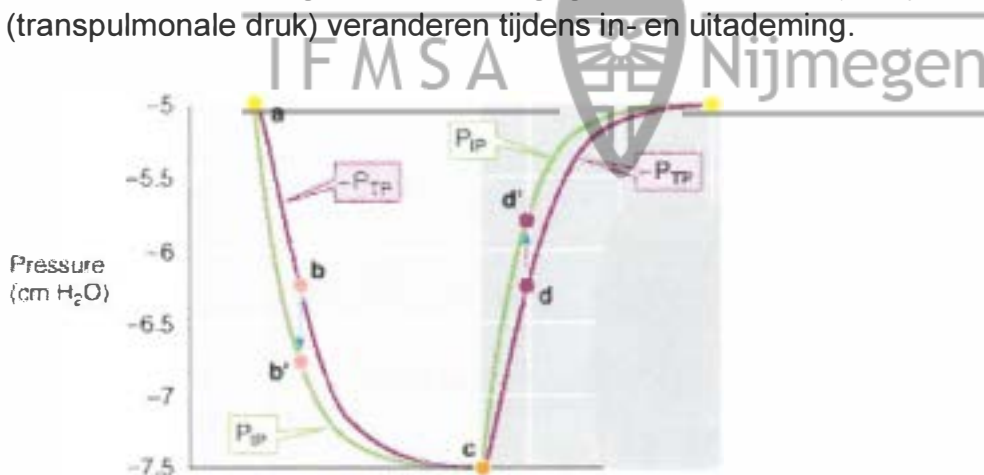 (transpulmonale druk) veranderen tijdens in- en uitademing.
IFMSA Nijmegen
-5
a
P_IP
-5.5
-P_TP
-P_TP
d'
-6
b
Pressure
(cm H₂O)
d
-6.5
b'
-7
P_IP
c
-7.5